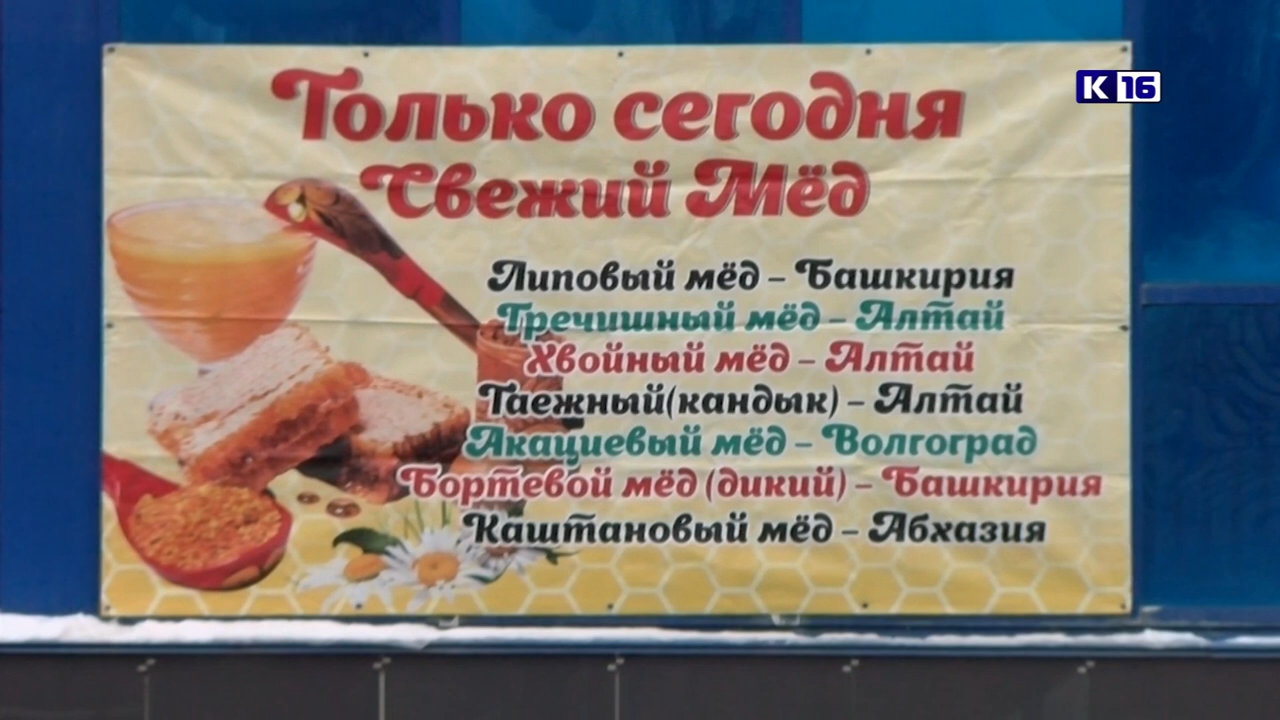 Только сегодня
К 16
Свежий Мёд
Липовый мёд – Башкирия
Гречишный мёд – Алтай
Хвойный мёд – Алтай
Таежный(кандык) – Алтай
Акациевый мёд – Волгоград
Бортевой мёд (дикий) – Башкирия
Каштановый мёд – Абхазия